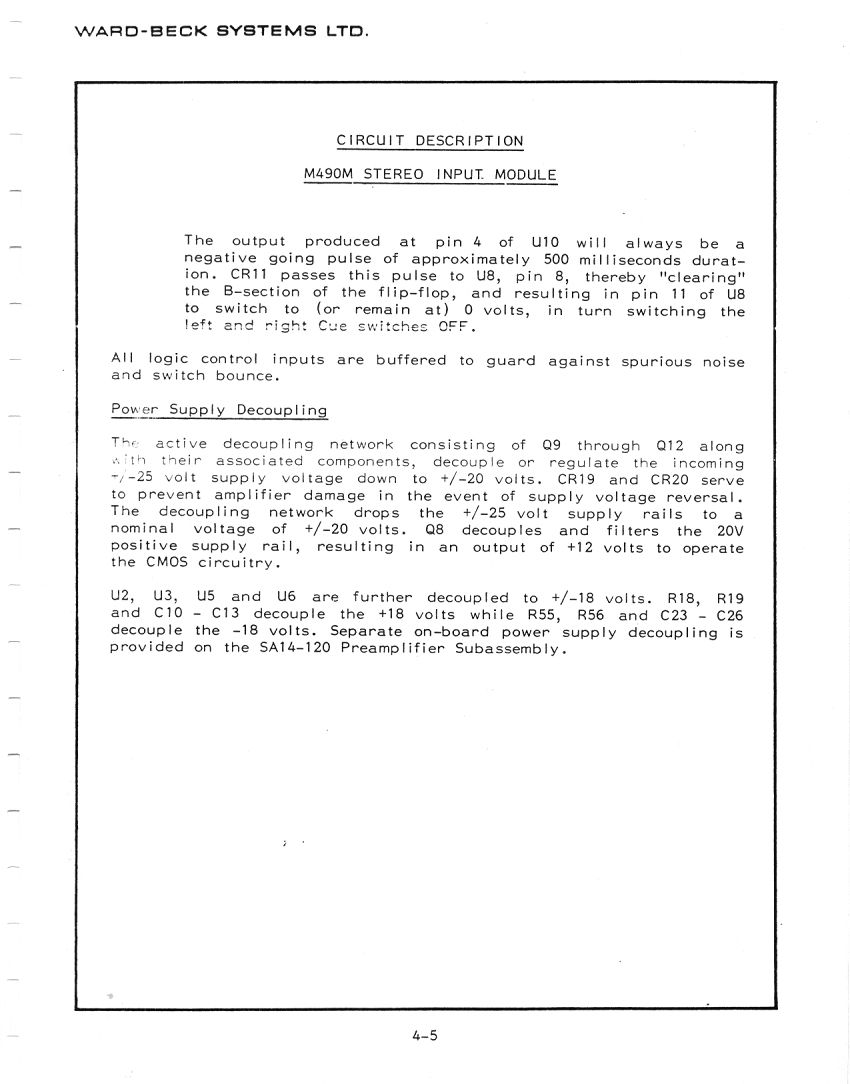 WARD-BECK SYSTEMS LTD.
CIRCUIT DESCRIPTION
M490M STEREO INPUT MODULE
The output produced at pin 4 of U10 will always be a
negative going pulse of approximately 500 milliseconds durat-
ion. CR11 passes this pulse to U8, pin 8, thereby "clearing"
the B-section of the flip-flop, and resulting in pin 11 of U8
to switch to (or remain at) 0 volts, in turn switching the
left and right Cue switches OFF.
All logic control inputs are buffered to guard against spurious noise
and switch bounce.
Power Supply Decoupling
The active decoupling network consisting of Q9 through Q12 along
with their associated components, decouple or regulate the incoming
+/-25 volt supply voltage down to +/-20 volts. CR19 and CR20 serve
to prevent amplifier damage in the event of supply voltage reversal.
The decoupling network drops the +/-25 volt supply rails to a
nominal voltage of +/-20 volts. Q8 decouples and filters the 20V
positive supply rail, resulting in an output of +12 volts to operate
the CMOS circuitry.
U2, U3, U5 and U6 are further decoupled to +/-18 volts. R18, R19
and C10 - C13 decouple the +18 volts while R55, R56 and C23 - C26
decouple the -18 volts. Separate on-board power supply decoupling is
provided on the SA14-120 Preamplifier Subassembly.
4-5